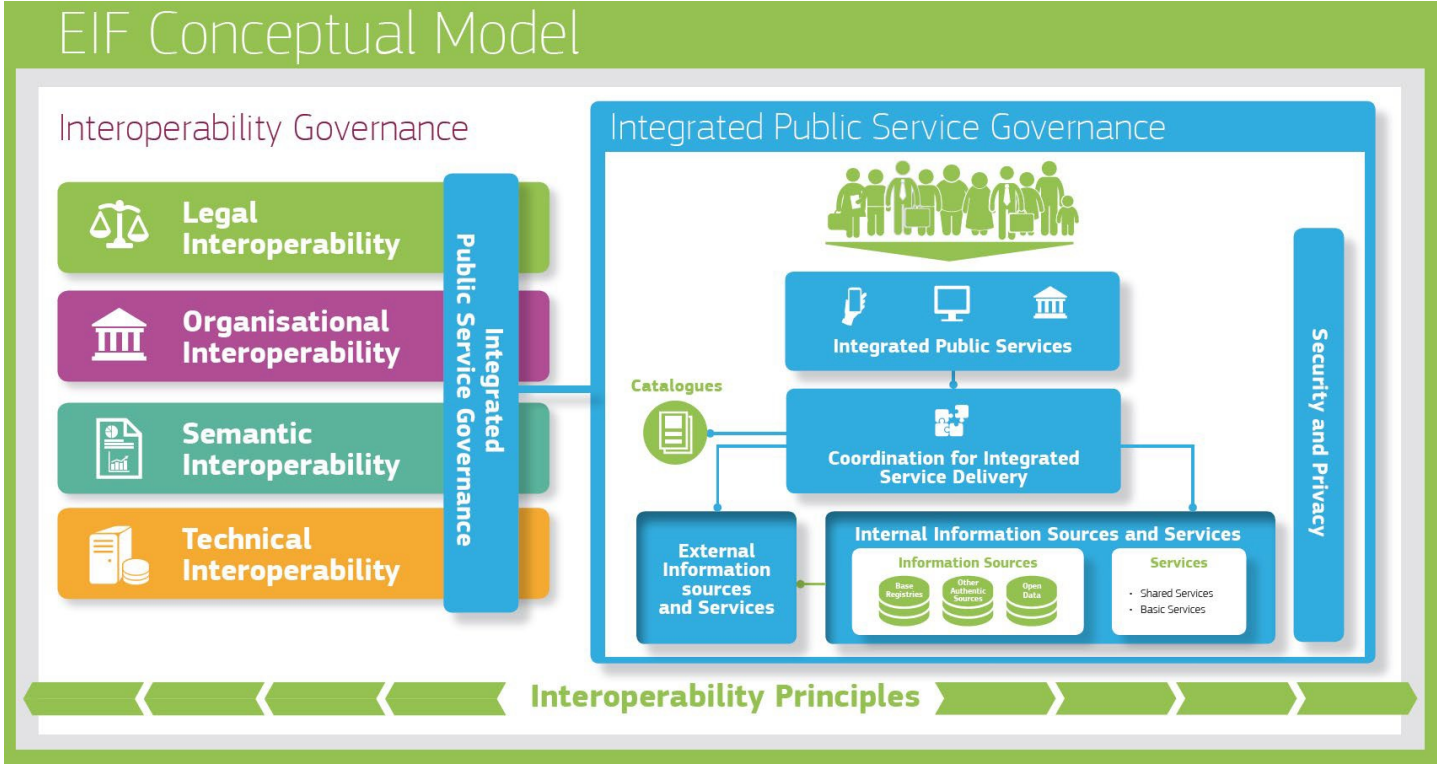 EIF Conceptual Model
Interoperability Governance
Legal
Interoperability
Organisational
Interoperability
Semantic
Interoperability
Technical
Interoperability
Integrated
Public Service Governance
Integrated Public Service Governance
Integrated Public Services
Catalogues
Coordination for Integrated
Service Delivery
External
Information
sources
and Services
Internal Information Sources and Services
Information Sources
Base
Registries
Other
Authentic
Sources
Open
Data
Services
· Shared Services
· Basic Services
Security and Privacy
Interoperability Principles